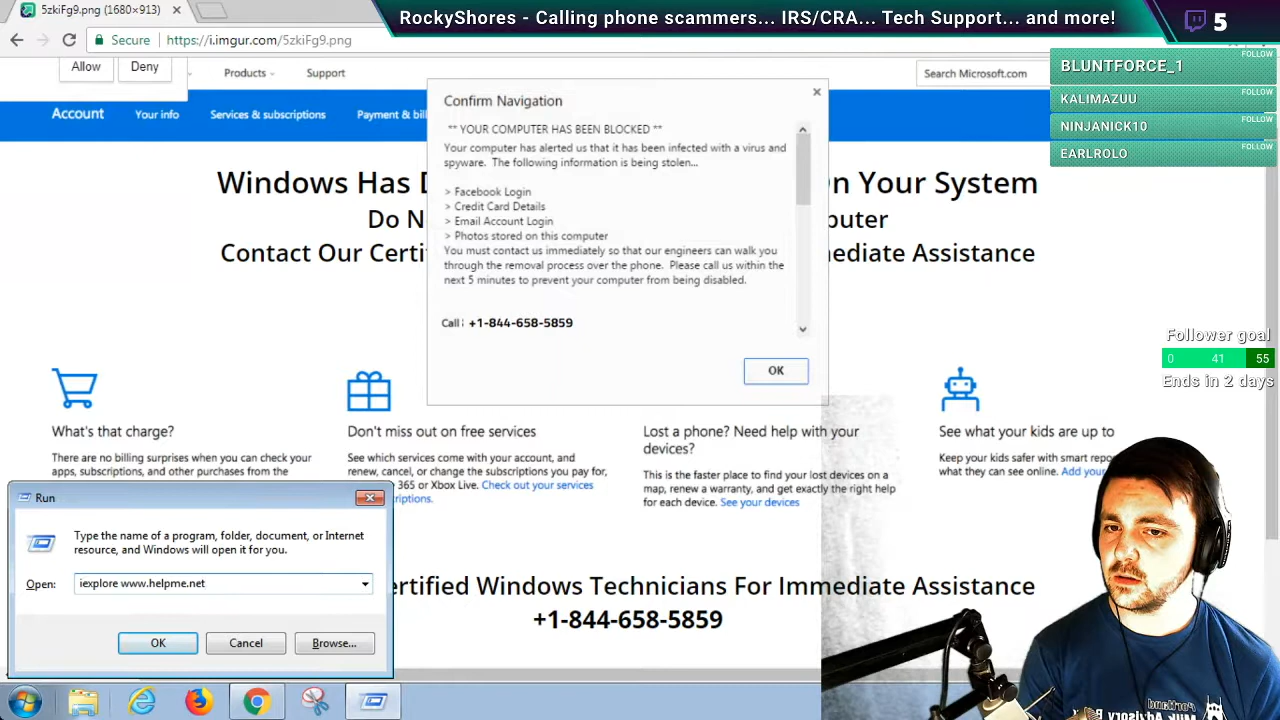 5zkiFg9.png (1680×913)
RockyShores - Calling phone scammers... IRS/CRA... Tech Support... and more!
5
Secure
https://i.imgur.com/5zkiFg9.png
Allow
Deny
Products
Support
Search Microsoft.com
Account
Your info
Services & subscriptions
Payment & bill
FOLLOW
BLUNTFORCE_1
FOLLOW
KALIMAZUU
FOLLOW
NINJANICK10
FOLLOW
EARLROLO
Confirm Navigation
** YOUR COMPUTER HAS BEEN BLOCKED **
Your computer has alerted us that it has been infected with a virus and
spyware. The following information is being stolen...
> Facebook Login
> Credit Card Details
> Email Account Login
> Photos stored on this computer
You must contact us immediately so that our engineers can walk you
through the removal process over the phone. Please call us within the
next 5 minutes to prevent your computer from being disabled.
Call: +1-844-658-5859
OK
Windows Has D
On Your System
Do No
puter
Contact Our Certif
mediate Assistance
Follower goal
0 41 55
Ends in 2 days
What's that charge?
There are no billing surprises when you can check your
apps, subscriptions, and other purchases from the
Don't miss out on free services
See which services come with your account, and
renew, cancel, or change the subscriptions you pay for,
365 or Xbox Live. Check out your services
criptions.
Lost a phone? Need help with your
devices?
This is the faster place to find your lost devices on a
map, renew a warranty, and get exactly the right help
for each device. See your devices
See what your kids are up to
Keep your kids safer with smart repo
what they can see online. Add your
Run
Type the name of a program, folder, document, or Internet
resource, and Windows will open it for you.
Open:
iexplore www.helpme.net
OK
Cancel
Browse...
ertified Windows Technicians For Immediate Assistance
+1-844-658-5859